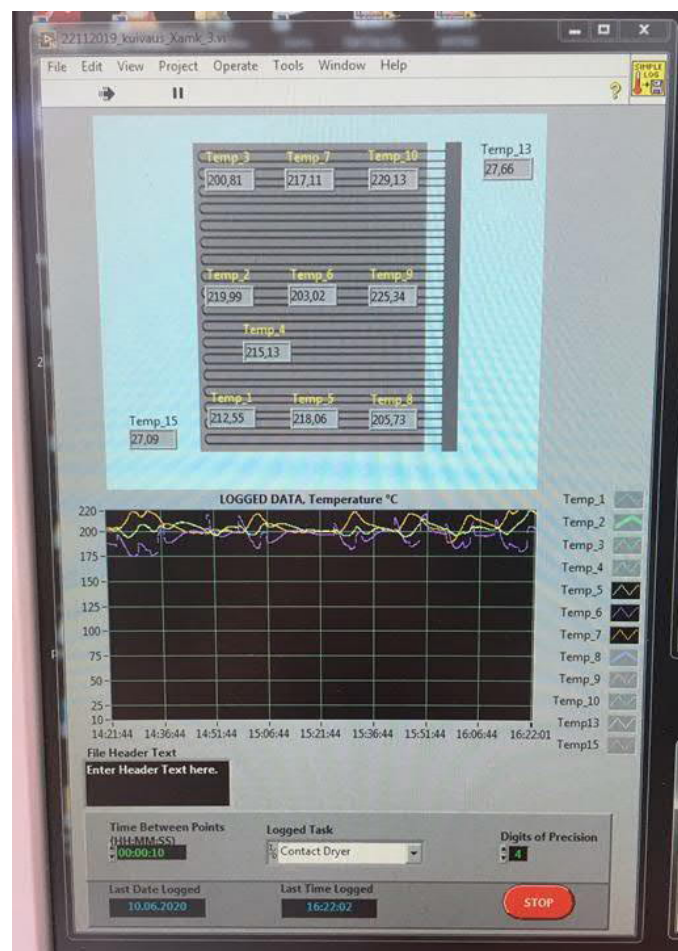 22112019_kuivaus_Xamk_3.vi
File Edit View Project Operate Tools Window Help
SIMPLE
LOG
?
Temp_3 Temp_7 Temp_10 Temp_13
200,81 217,11 229,13 27,66
Temp_2 Temp_6 Temp_9
219,99 203,02 225,34
Temp_4
215,13
Temp_1 Temp_5 Temp_8
212,55 218,06 205,73
Temp_15
27,09
LOGGED DATA, Temperature °C
220
200
175
150
125
100
75
50
25
10
14:21:44 14:36:44 14:51:44 15:06:44 15:21:44 15:36:44 15:51:44 16:06:44 16:22:01
Temp_1
Temp_2
Temp_3
Temp_4
Temp_5
Temp_6
Temp_7
Temp_8
Temp_9
Temp_10
Temp13
Temp15
File Header Text
Enter Header Text here.
Time Between Points
(HH:MM:SS)
00:00:10
Logged Task
Contact Dryer
Digits of Precision
4
Last Date Logged
10.06.2020
Last Time Logged
16:22:02
STOP